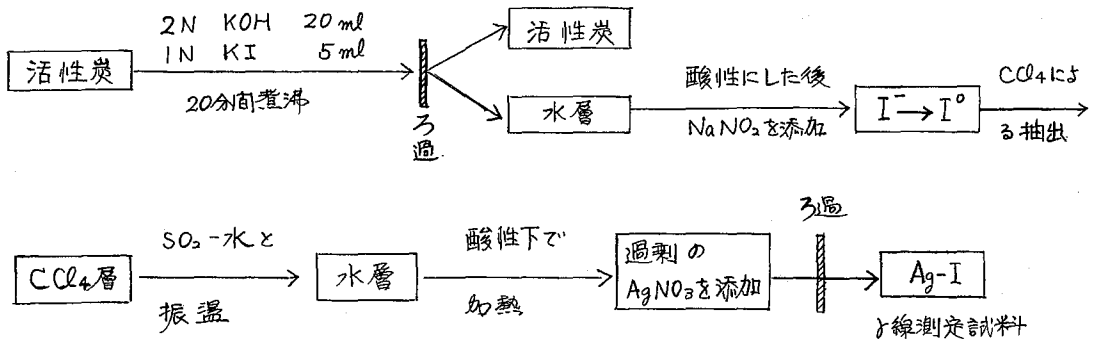 活性炭
2N KOH 20ml
1N KI 5ml
20分間煮沸
ろ過
活性炭
水層
酸性にした後
NaNO₂を添加
I⁻→I⁰
CCl₄によ
る抽出
CCl₄層
SO₂-水と
振盪
水層
酸性下で
加熱
過剰の
AgNO₃を添加
ろ過
Ag-I
γ線測定試料